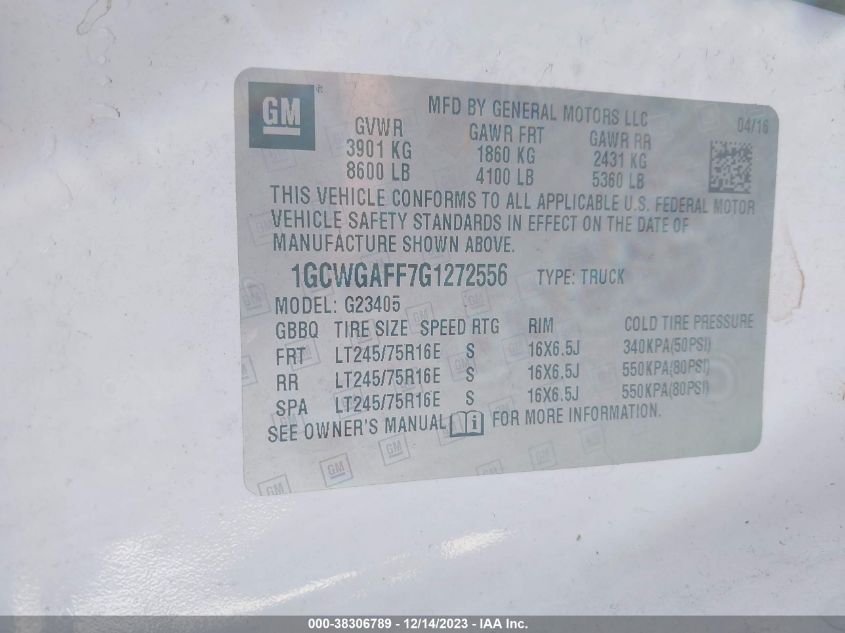 GM
MFD BY GENERAL MOTORS LLC
04/16
GVWR GAWR FRT GAWR RR
3901 KG 1860 KG 2431 KG
8600 LB 4100 LB 5360 LB
THIS VEHICLE CONFORMS TO ALL APPLICABLE U.S. FEDERAL MOTOR
VEHICLE SAFETY STANDARDS IN EFFECT ON THE DATE OF
MANUFACTURE SHOWN ABOVE.
1GCWGAFF7G1272556 TYPE: TRUCK
MODEL: G23405
GBBQ TIRE SIZE SPEED RTG RIM COLD TIRE PRESSURE
FRT LT245/75R16E S 16X6.5J 340KPA(50PSI)
RR LT245/75R16E S 16X6.5J 550KPA(80PSI)
SPA LT245/75R16E S 16X6.5J 550KPA(80PSI)
SEE OWNER'S MANUAL i FOR MORE INFORMATION.
000-38306789 - 12/14/2023 - IAA Inc.